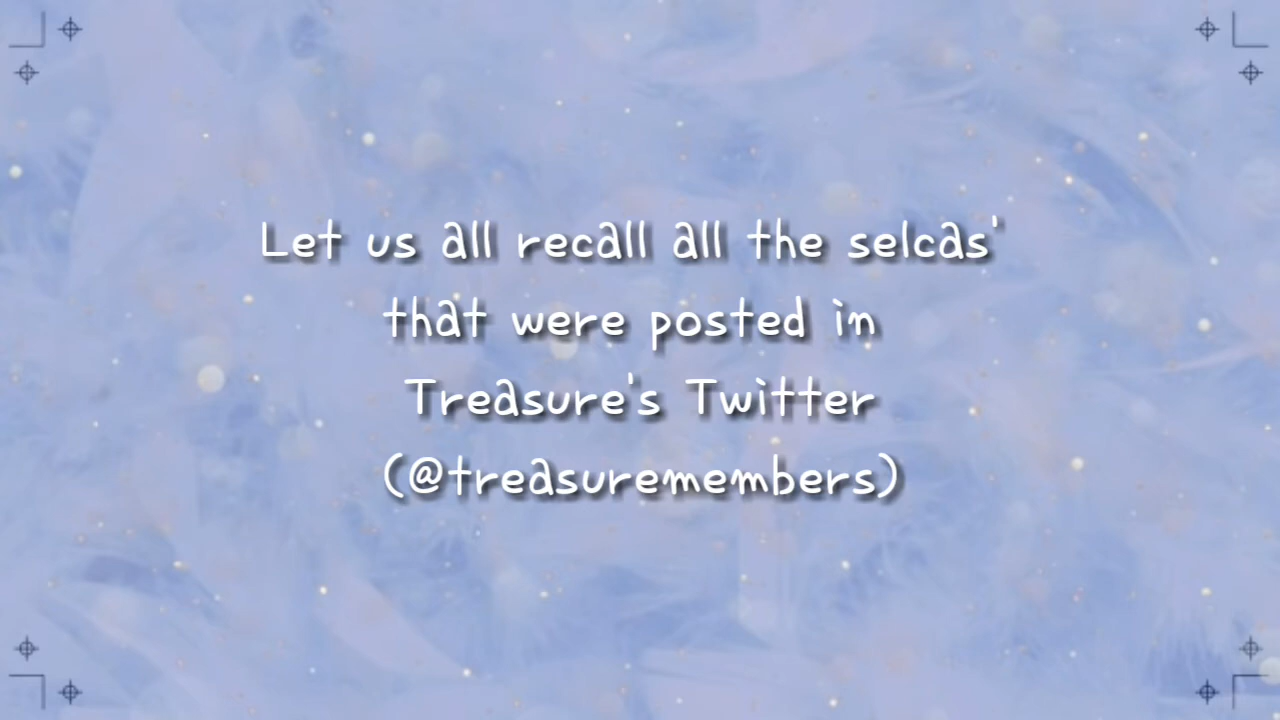 Let us all recall all the selcas'
that were posted in
Treasure's Twitter
(@treasuremembers)